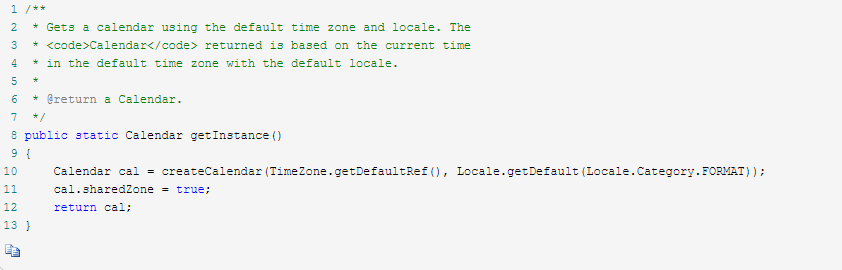 1 /**
2  * Gets a calendar using the default time zone and locale. The
3  * <code>Calendar</code> returned is based on the current time
4  * in the default time zone with the default locale.
5  *
6  * @return a Calendar.
7  */
8 public static Calendar getInstance()
9 {
10     Calendar cal = createCalendar(TimeZone.getDefaultRef(), Locale.getDefault(Locale.Category.FORMAT));
11     cal.sharedZone = true;
12     return cal;
13 }